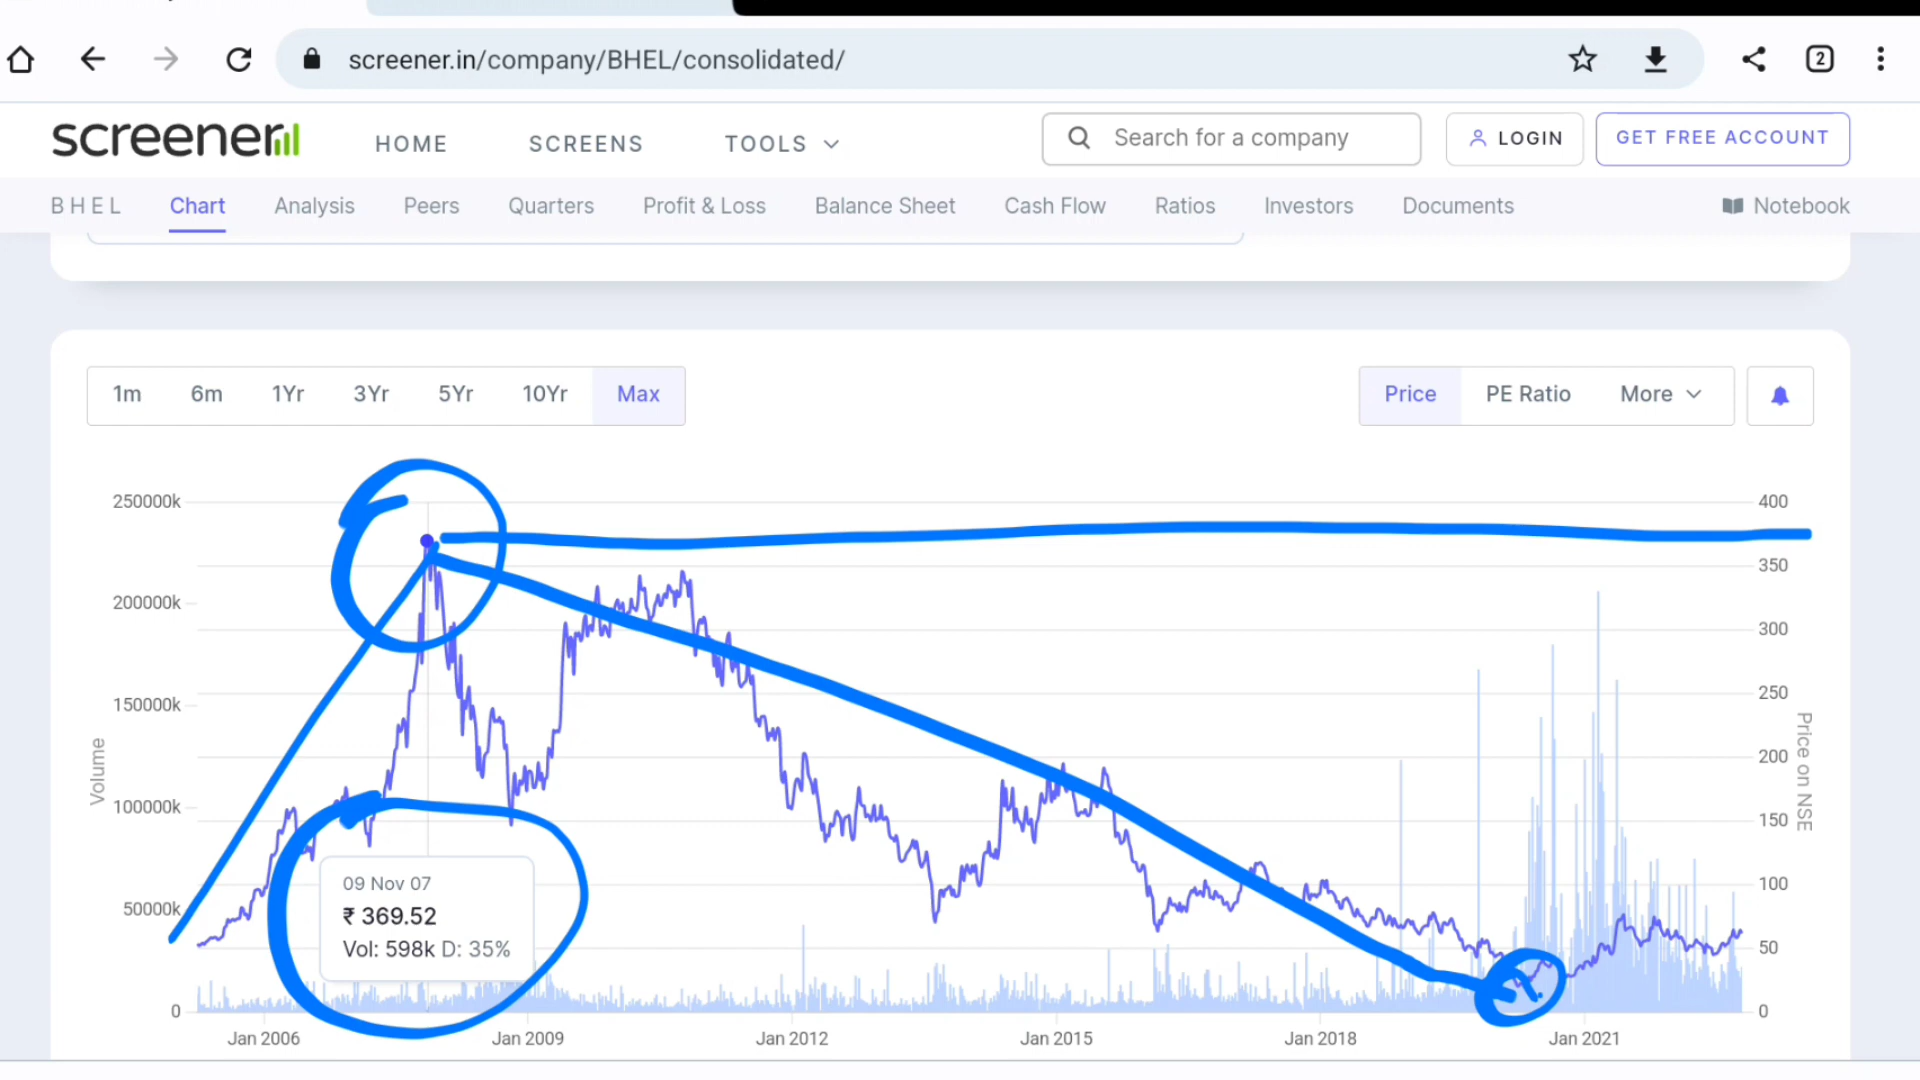 screener.in/company/BHEL/consolidated/
2
screener
HOME SCREENS TOOLS
Search for a company
LOGIN
GET FREE ACCOUNT
BHEL Chart Analysis Peers Quarters Profit & Loss Balance Sheet Cash Flow Ratios Investors Documents Notebook
1m 6m 1Yr 3Yr 5Yr 10Yr Max
Price PE Ratio More
250000k
200000k
150000k
100000k
50000k
0
Volume
400
350
300
250
200
150
100
50
0
Price on NSE
09 Nov 07
₹ 369.52
Vol: 598k D: 35%
Jan 2006 Jan 2009 Jan 2012 Jan 2015 Jan 2018 Jan 2021